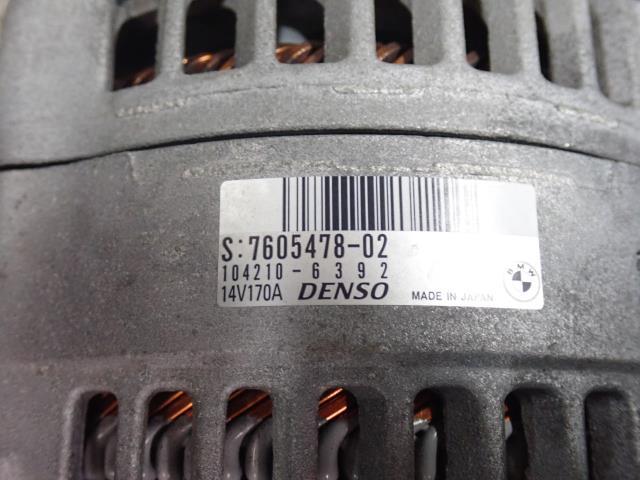 S:7605478-02
104210-6392
14V170A DENSO MADE IN JAPAN
BMW